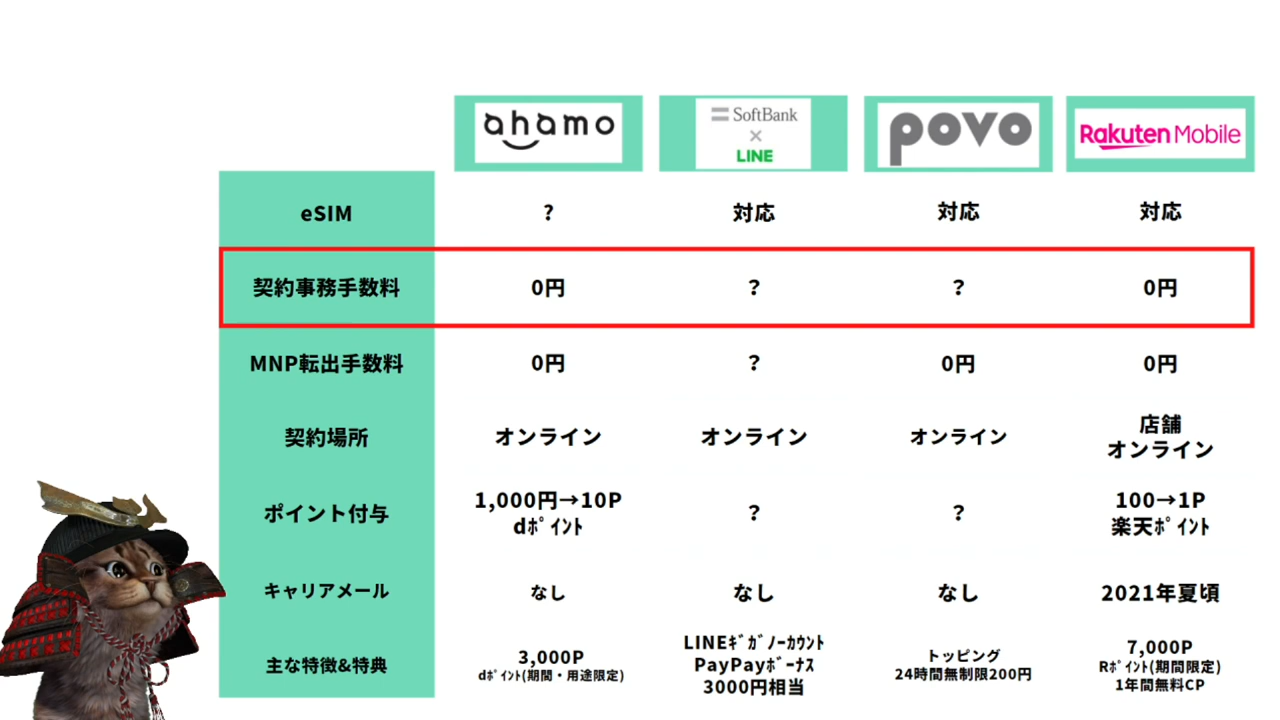 ahamo
SoftBank
×
LINE
povo
Rakuten Mobile
eSIM
?
対応
対応
対応
契約事務手数料
0円
?
?
0円
MNP転出手数料
0円
?
0円
0円
契約場所
オンライン
オンライン
オンライン
店舗
オンライン
ポイント付与
1,000円→10P
dﾎﾟｲﾝﾄ
?
?
100→1P
楽天ﾎﾟｲﾝﾄ
キャリアメール
なし
なし
なし
2021年夏頃
主な特徴&特典
3,000P
dﾎﾟｲﾝﾄ(期間・用途限定)
LINEｷﾞｶﾞﾉｰｶｳﾝﾄ
PayPayﾎﾞｰﾅｽ
3000円相当
トッピング
24時間無制限200円
7,000P
Rﾎﾟｲﾝﾄ(期間限定)
1年間無料CP